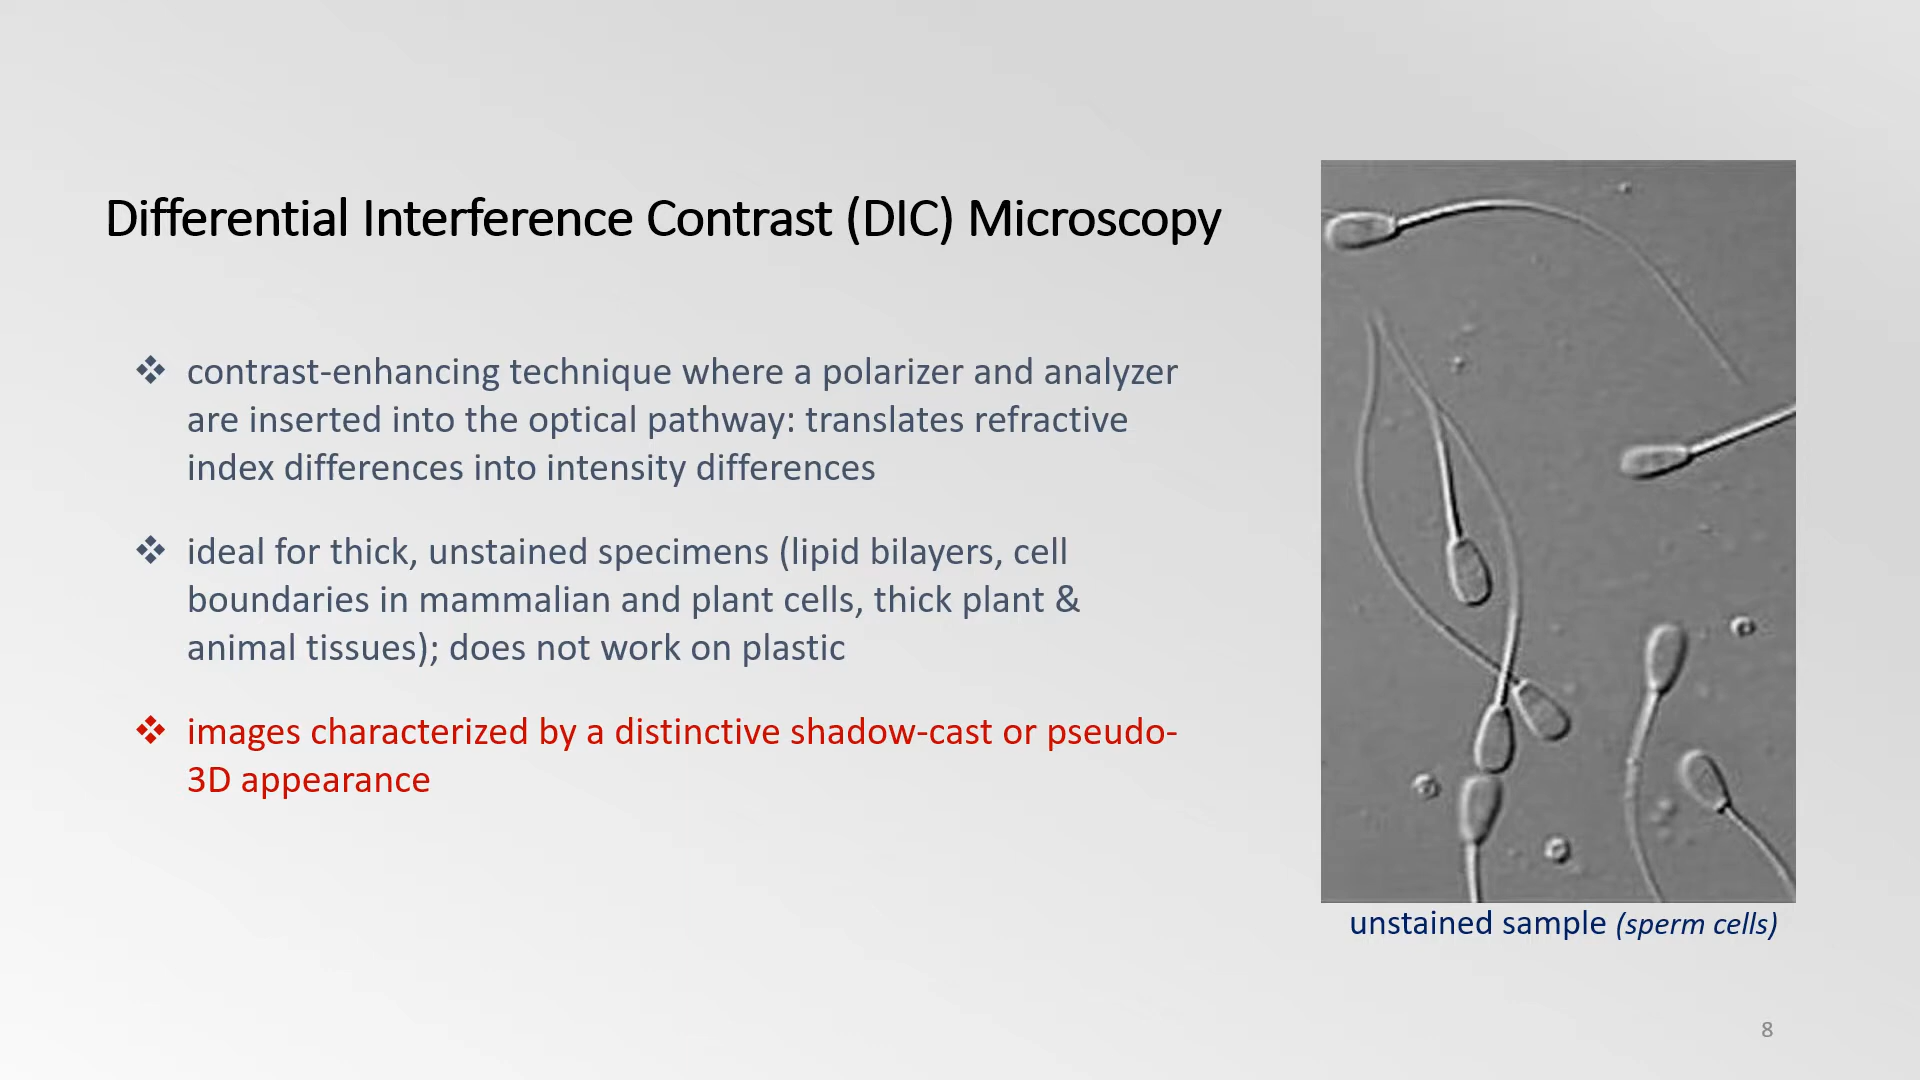 Differential Interference Contrast (DIC) Microscopy
❖ contrast-enhancing technique where a polarizer and analyzer
are inserted into the optical pathway: translates refractive
index differences into intensity differences
❖ ideal for thick, unstained specimens (lipid bilayers, cell
boundaries in mammalian and plant cells, thick plant &
animal tissues); does not work on plastic
❖ images characterized by a distinctive shadow-cast or pseudo-
3D appearance
unstained sample (sperm cells)
8